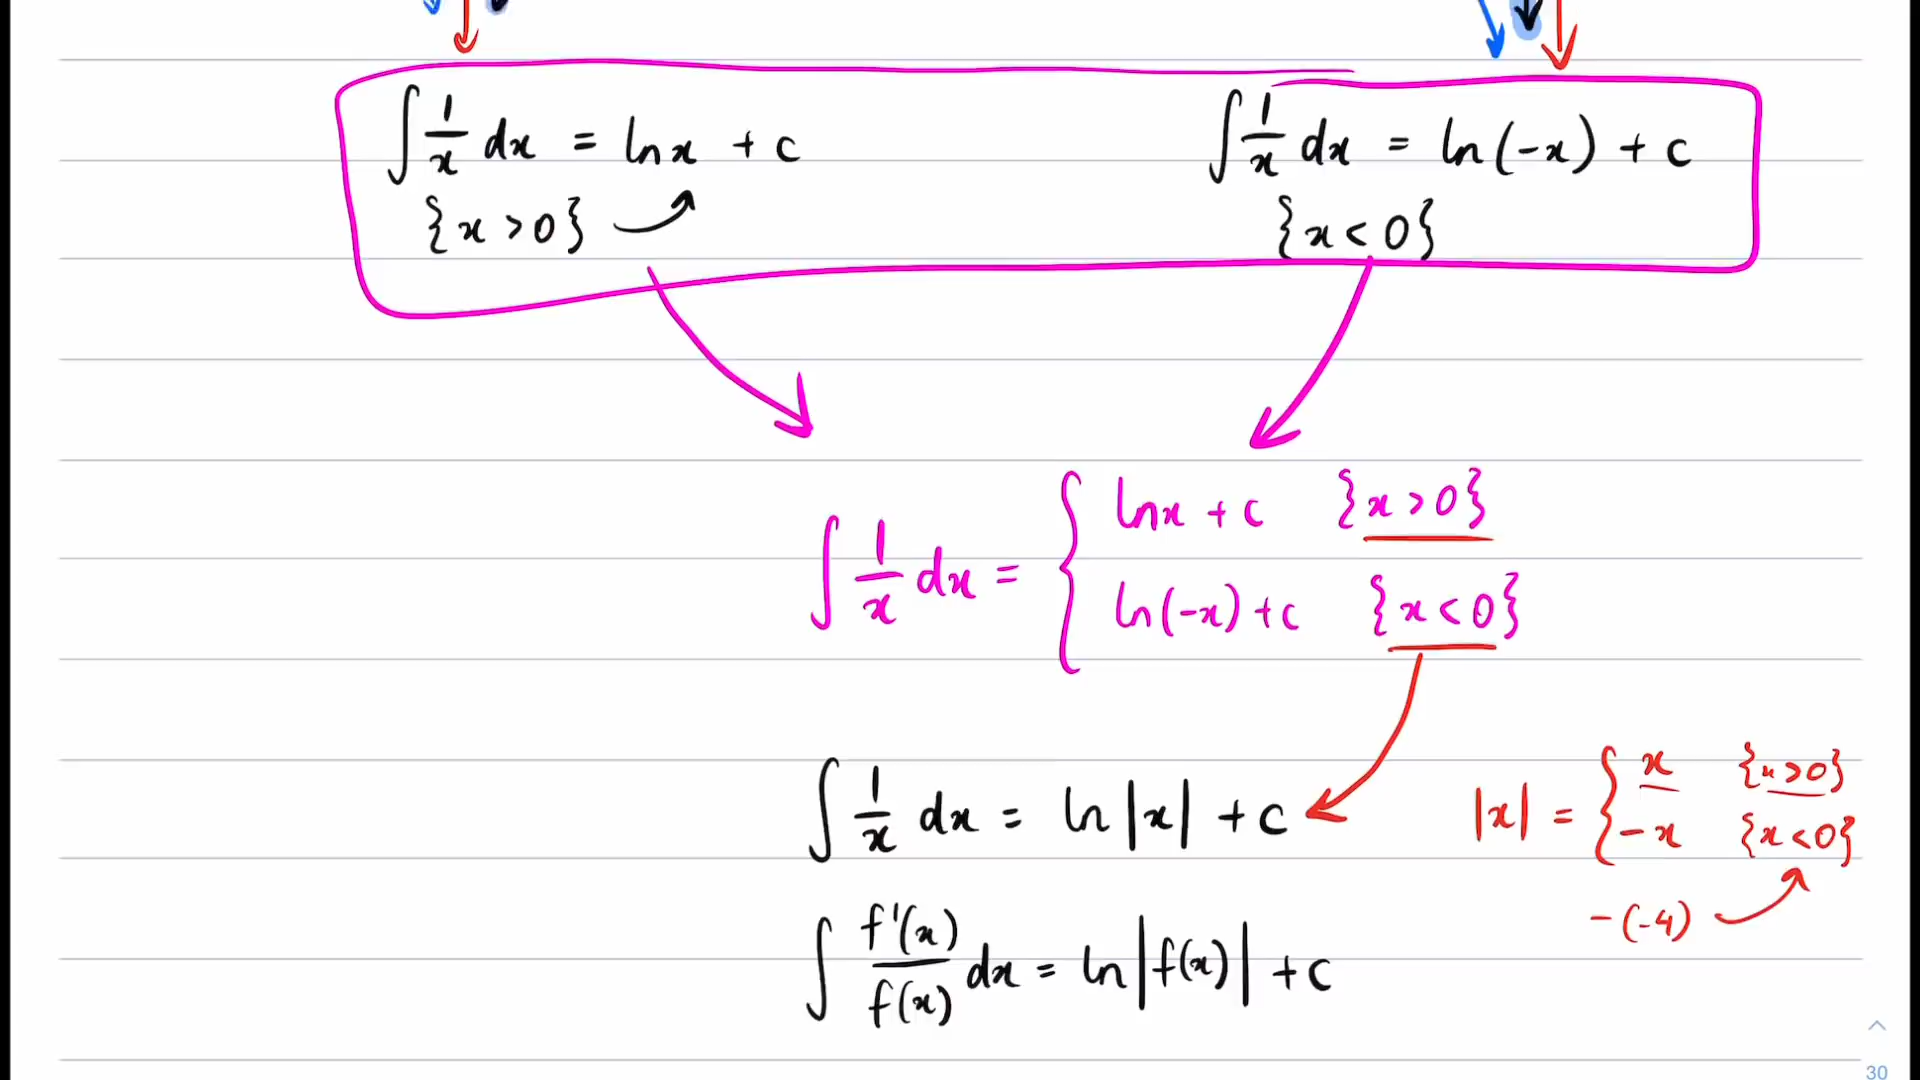 ∫ 1/x dx = ln x + c
{x > 0}
∫ 1/x dx = ln(-x) + c
{x < 0}
∫ 1/x dx = { ln x + c {x > 0}
ln(-x) + c {x < 0}
∫ 1/x dx = ln|x| + c
|x| = { x {x > 0}
-x {x < 0}
-(-4)
∫ f'(x)/f(x) dx = ln|f(x)| + c
30